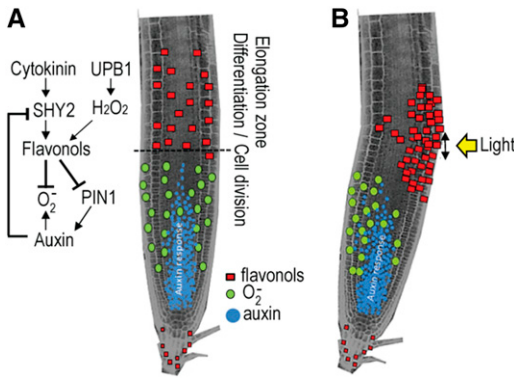 A
Cytokinin UPB1
SHY2 H2O2
Flavonols
O2- PIN1
Auxin
Elongation zone
Differentiation / Cell division
Auxin response
flavonols
O2-
auxin
B
Light
Auxin response